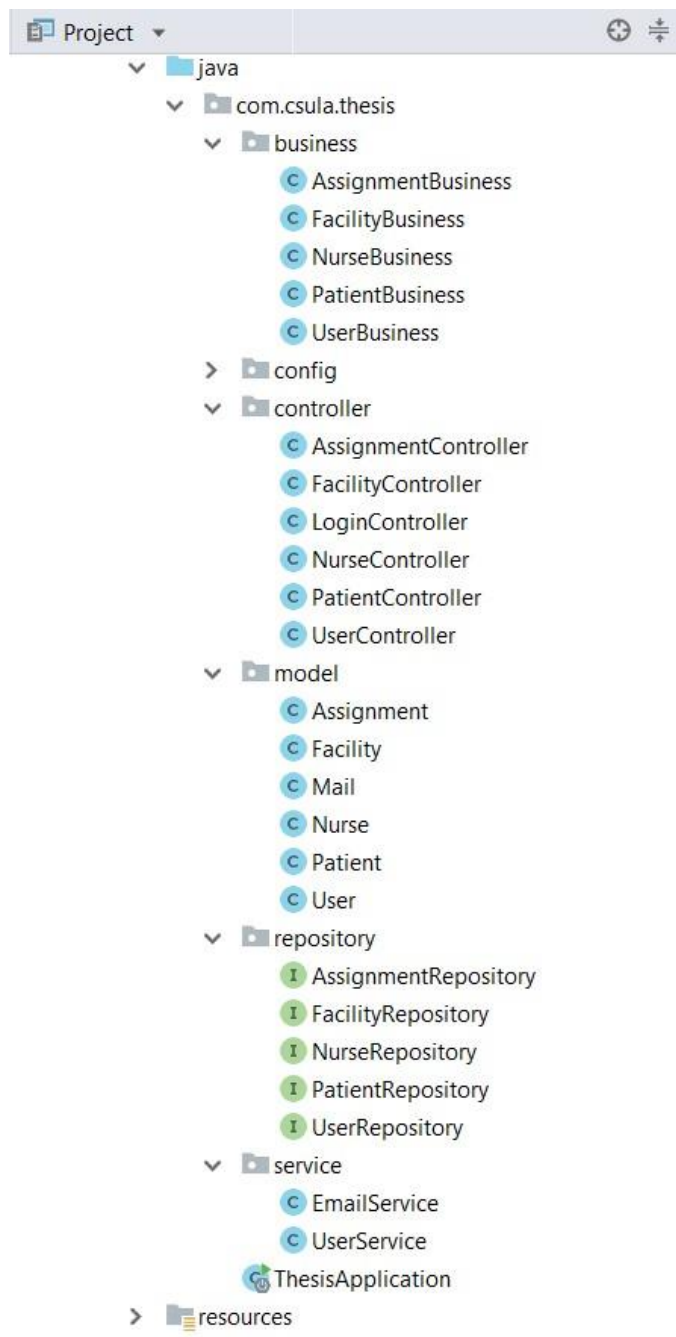 Project
java
com.csula.thesis
business
C AssignmentBusiness
C FacilityBusiness
C NurseBusiness
C PatientBusiness
C UserBusiness
config
controller
C AssignmentController
C FacilityController
C LoginController
C NurseController
C PatientController
C UserController
model
C Assignment
C Facility
C Mail
C Nurse
C Patient
C User
repository
I AssignmentRepository
I FacilityRepository
I NurseRepository
I PatientRepository
I UserRepository
service
C EmailService
C UserService
C ThesisApplication
resources